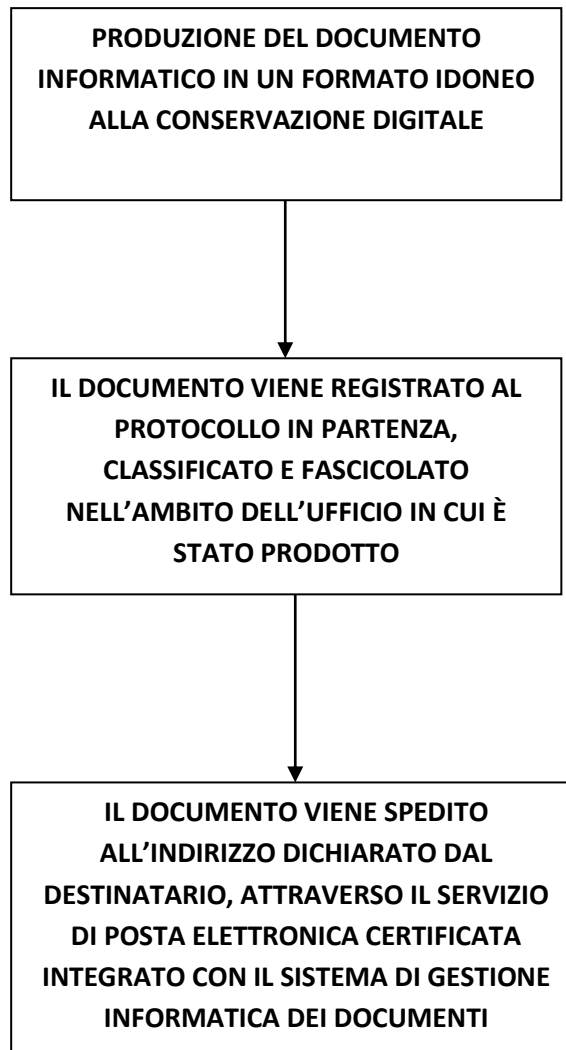 PRODUZIONE DEL DOCUMENTO
INFORMATICO IN UN FORMATO IDONEO
ALLA CONSERVAZIONE DIGITALE
IL DOCUMENTO VIENE REGISTRATO AL
PROTOCOLLO IN PARTENZA,
CLASSIFICATO E FASCICOLATO
NELL’AMBITO DELL’UFFICIO IN CUI È
STATO PRODOTTO
IL DOCUMENTO VIENE SPEDITO
ALL’INDIRIZZO DICHIARATO DAL
DESTINATARIO, ATTRAVERSO IL SERVIZIO
DI POSTA ELETTRONICA CERTIFICATA
INTEGRATO CON IL SISTEMA DI GESTIONE
INFORMATICA DEI DOCUMENTI